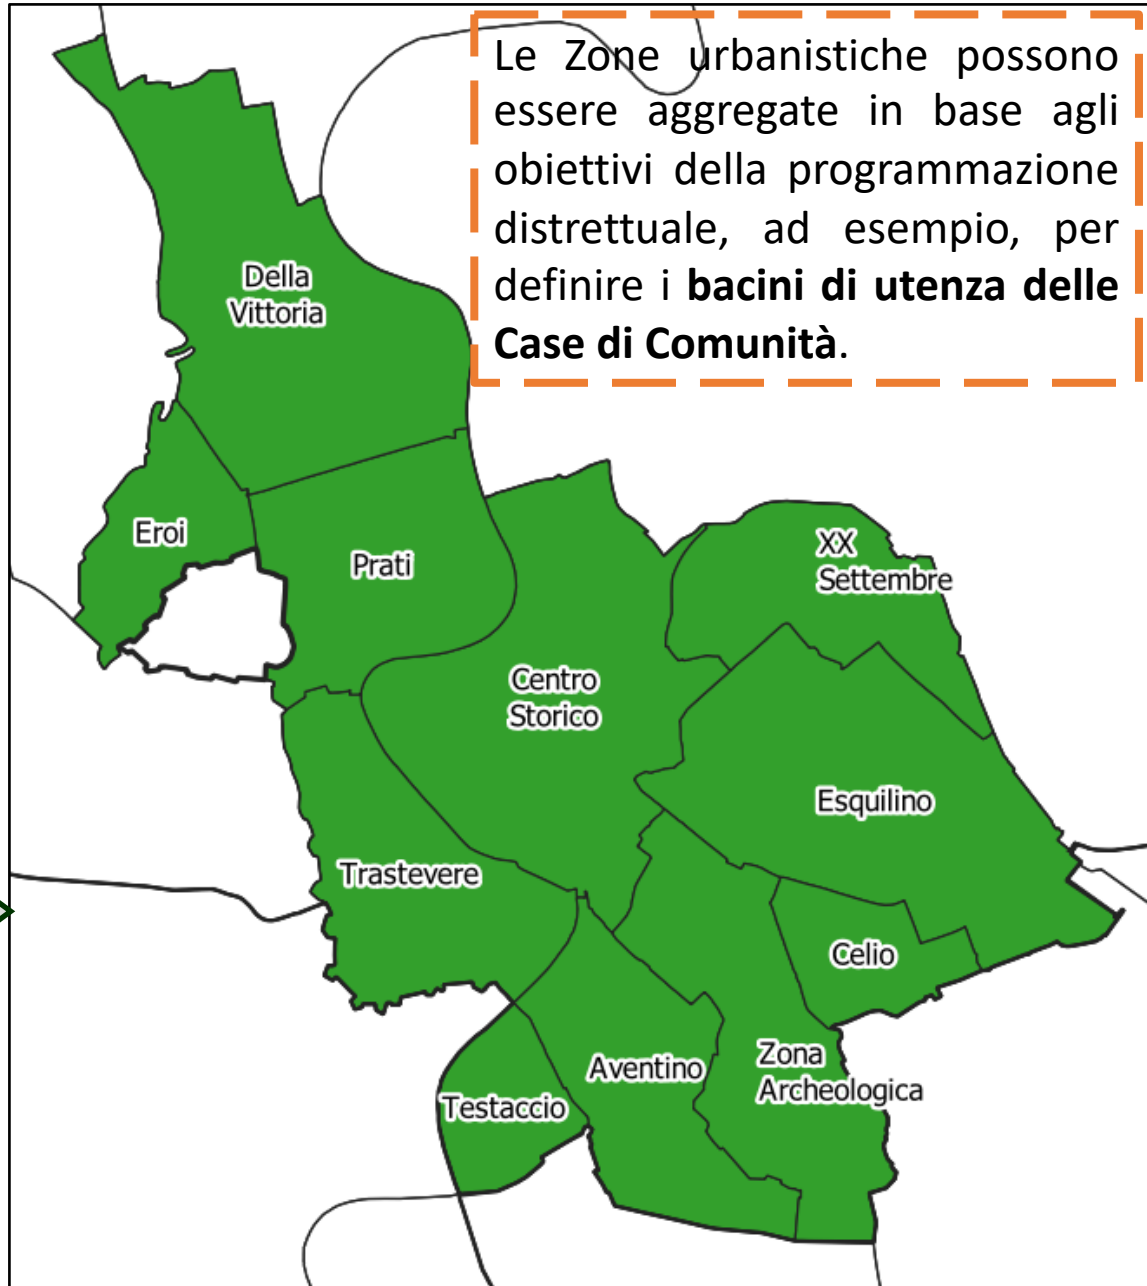 Le Zone urbanistiche possono
essere aggregate in base agli
obiettivi della programmazione
distrettuale, ad esempio, per
definire i bacini di utenza delle
Case di Comunità.
Della
Vittoria
Eroi
Prati
XX
Settembre
Centro
Storico
Esquilino
Trastevere
Celio
Aventino
Zona
Archeologica
Testaccio